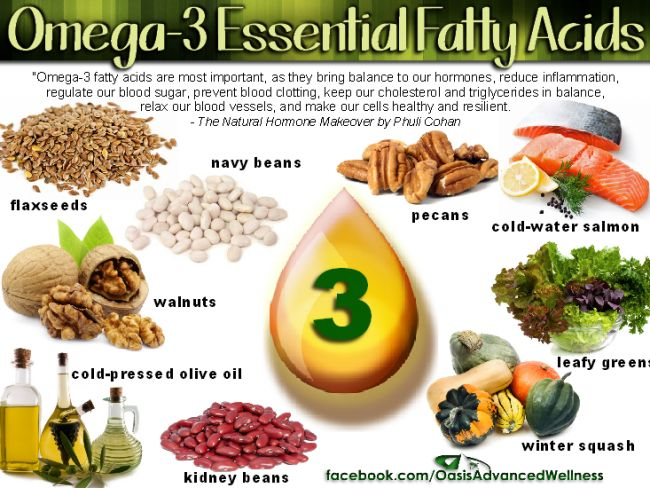 Omega-3 Essential Fatty Acids
"Omega-3 fatty acids are most important, as they bring balance to our hormones, reduce inflammation,
regulate our blood sugar, prevent blood clotting, keep our cholesterol and triglycerides in balance,
relax our blood vessels, and make our cells healthy and resilient.
- The Natural Hormone Makeover by Phuli Cohan
navy beans
flaxseeds
pecans
cold-water salmon
walnuts
3
leafy greens
cold-pressed olive oil
winter squash
kidney beans
facebook.com/OasisAdvancedWellness